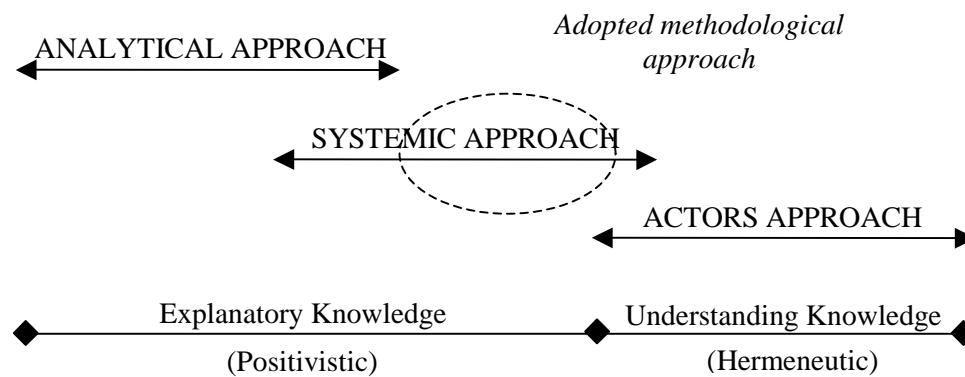 ANALYTICAL APPROACH
Adopted methodological
approach
SYSTEMIC APPROACH
ACTORS APPROACH
Explanatory Knowledge
(Positivistic)
Understanding Knowledge
(Hermeneutic)